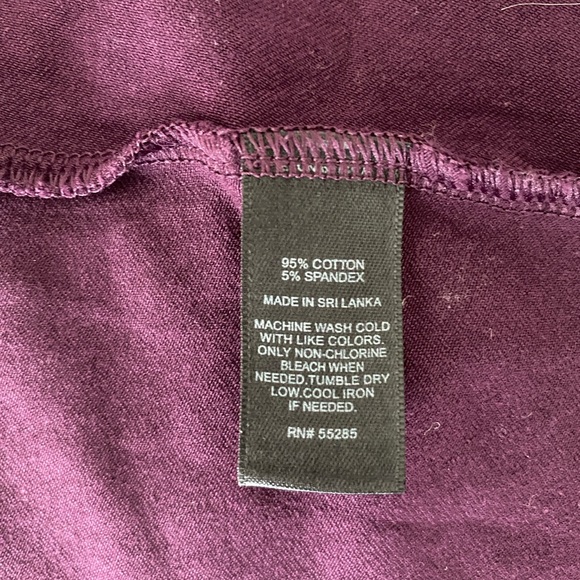 95% COTTON
5% SPANDEX
MADE IN SRI LANKA
MACHINE WASH COLD
WITH LIKE COLORS.
ONLY NON-CHLORINE
BLEACH WHEN
NEEDED.TUMBLE DRY
LOW.COOL IRON
IF NEEDED.
RN# 55285